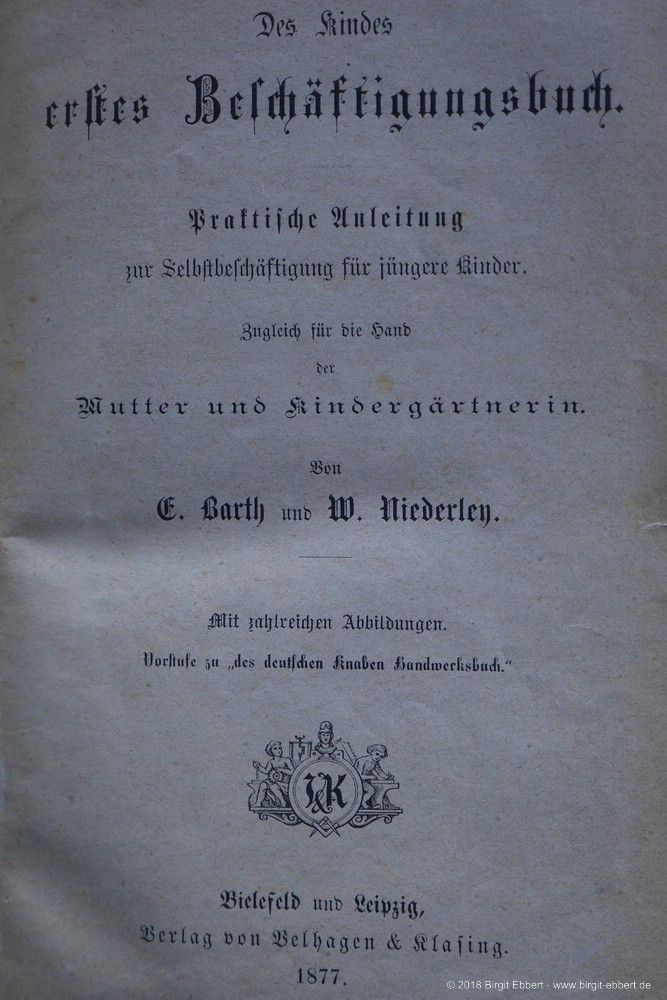 Des Kindes
erstes Beschäftigungsbuch.
Praktische Anleitung
zur Selbstbeschäftigung für jüngere Kinder.
Zugleich für die Hand
der
Mutter und Kindergärtnerin.
Von
E. Barth und W. Niederley.
Mit zahlreichen Abbildungen.
Vorstufe zu „des deutschen Knaben Handwerksbuch.“
V&K
Bielefeld und Leipzig,
Verlag von Velhagen & Klasing.
1877.
© 2018 Birgit Ebbert - www.birgit-ebbert.de